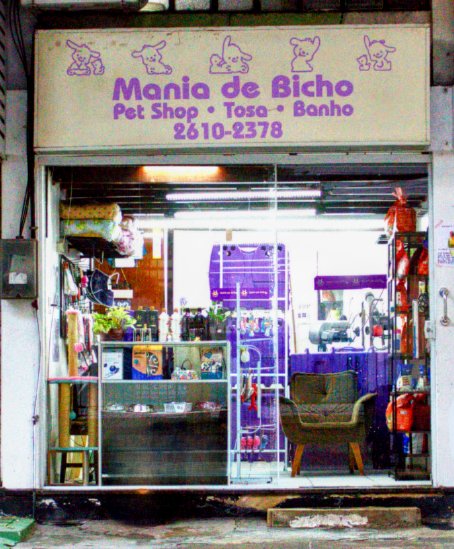 Mania de Bicho
Pet Shop • Tosa • Banho
2610-2378